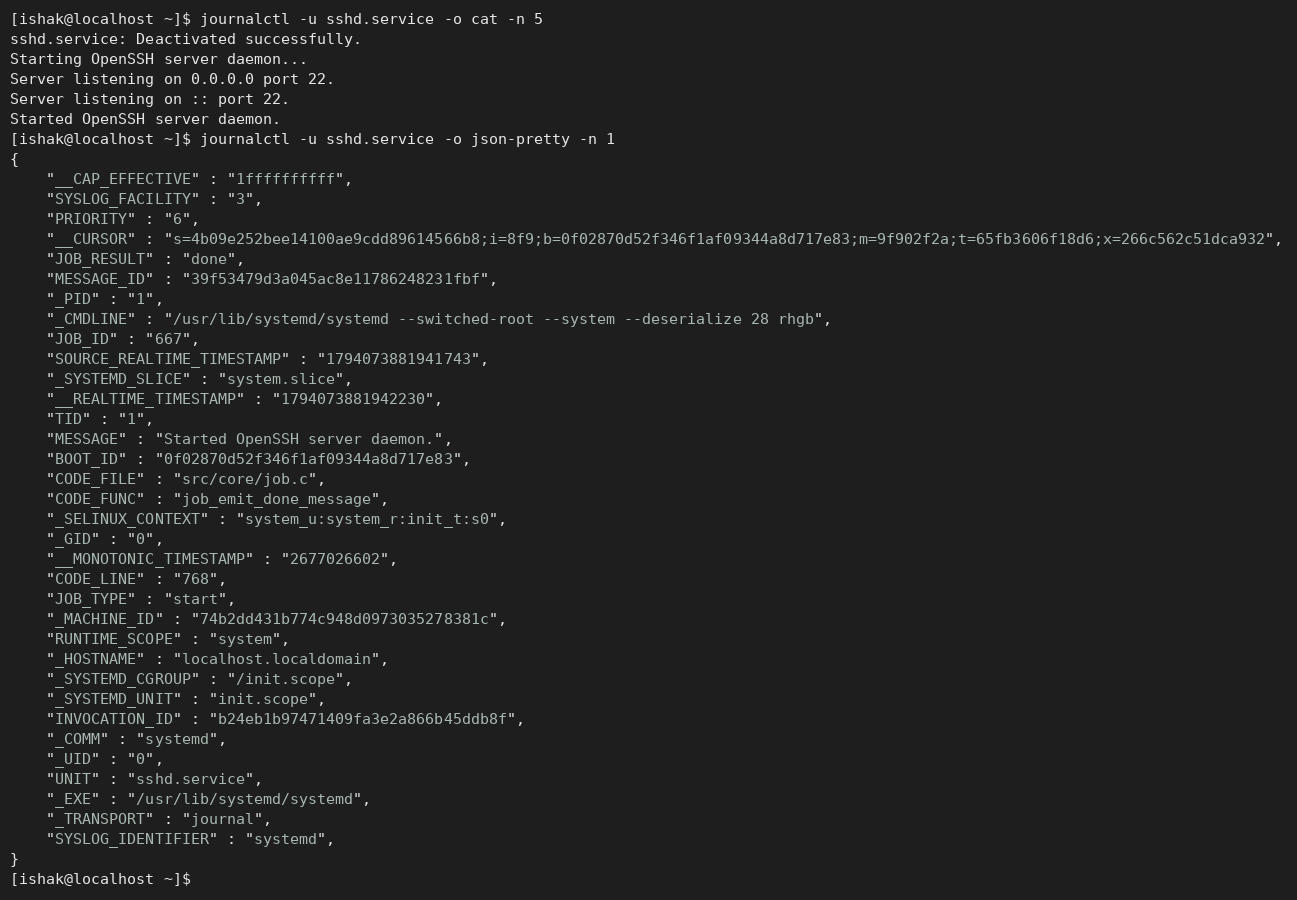 [ishak@localhost ~]$ journalctl -u sshd.service -o cat -n 5
sshd.service: Deactivated successfully.
Starting OpenSSH server daemon...
Server listening on 0.0.0.0 port 22.
Server listening on :: port 22.
Started OpenSSH server daemon.
[ishak@localhost ~]$ journalctl -u sshd.service -o json-pretty -n 1
{
    "__CAP_EFFECTIVE" : "1ffffffffff",
    "SYSLOG_FACILITY" : "3",
    "PRIORITY" : "6",
    "__CURSOR" : "s=4b09e252bee14100ae9cdd89614566b8;i=8f9;b=0f02870d52f346f1af09344a8d717e83;m=9f902f2a;t=65fb3606f18d6;x=266c562c51dca932",
    "JOB_RESULT" : "done",
    "MESSAGE_ID" : "39f53479d3a045ac8e11786248231fbf",
    "_PID" : "1",
    "_CMDLINE" : "/usr/lib/systemd/systemd --switched-root --system --deserialize 28 rhgb",
    "JOB_ID" : "667",
    "SOURCE_REALTIME_TIMESTAMP" : "1794073881941743",
    "_SYSTEMD_SLICE" : "system.slice",
    "__REALTIME_TIMESTAMP" : "1794073881942230",
    "TID" : "1",
    "MESSAGE" : "Started OpenSSH server daemon.",
    "BOOT_ID" : "0f02870d52f346f1af09344a8d717e83",
    "CODE_FILE" : "src/core/job.c",
    "CODE_FUNC" : "job_emit_done_message",
    "_SELINUX_CONTEXT" : "system_u:system_r:init_t:s0",
    "_GID" : "0",
    "__MONOTONIC_TIMESTAMP" : "2677026602",
    "CODE_LINE" : "768",
    "JOB_TYPE" : "start",
    "_MACHINE_ID" : "74b2dd431b774c948d0973035278381c",
    "RUNTIME_SCOPE" : "system",
    "_HOSTNAME" : "localhost.localdomain",
    "_SYSTEMD_CGROUP" : "/init.scope",
    "_SYSTEMD_UNIT" : "init.scope",
    "INVOCATION_ID" : "b24eb1b97471409fa3e2a866b45ddb8f",
    "_COMM" : "systemd",
    "_UID" : "0",
    "UNIT" : "sshd.service",
    "_EXE" : "/usr/lib/systemd/systemd",
    "_TRANSPORT" : "journal",
    "SYSLOG_IDENTIFIER" : "systemd",
}
[ishak@localhost ~]$